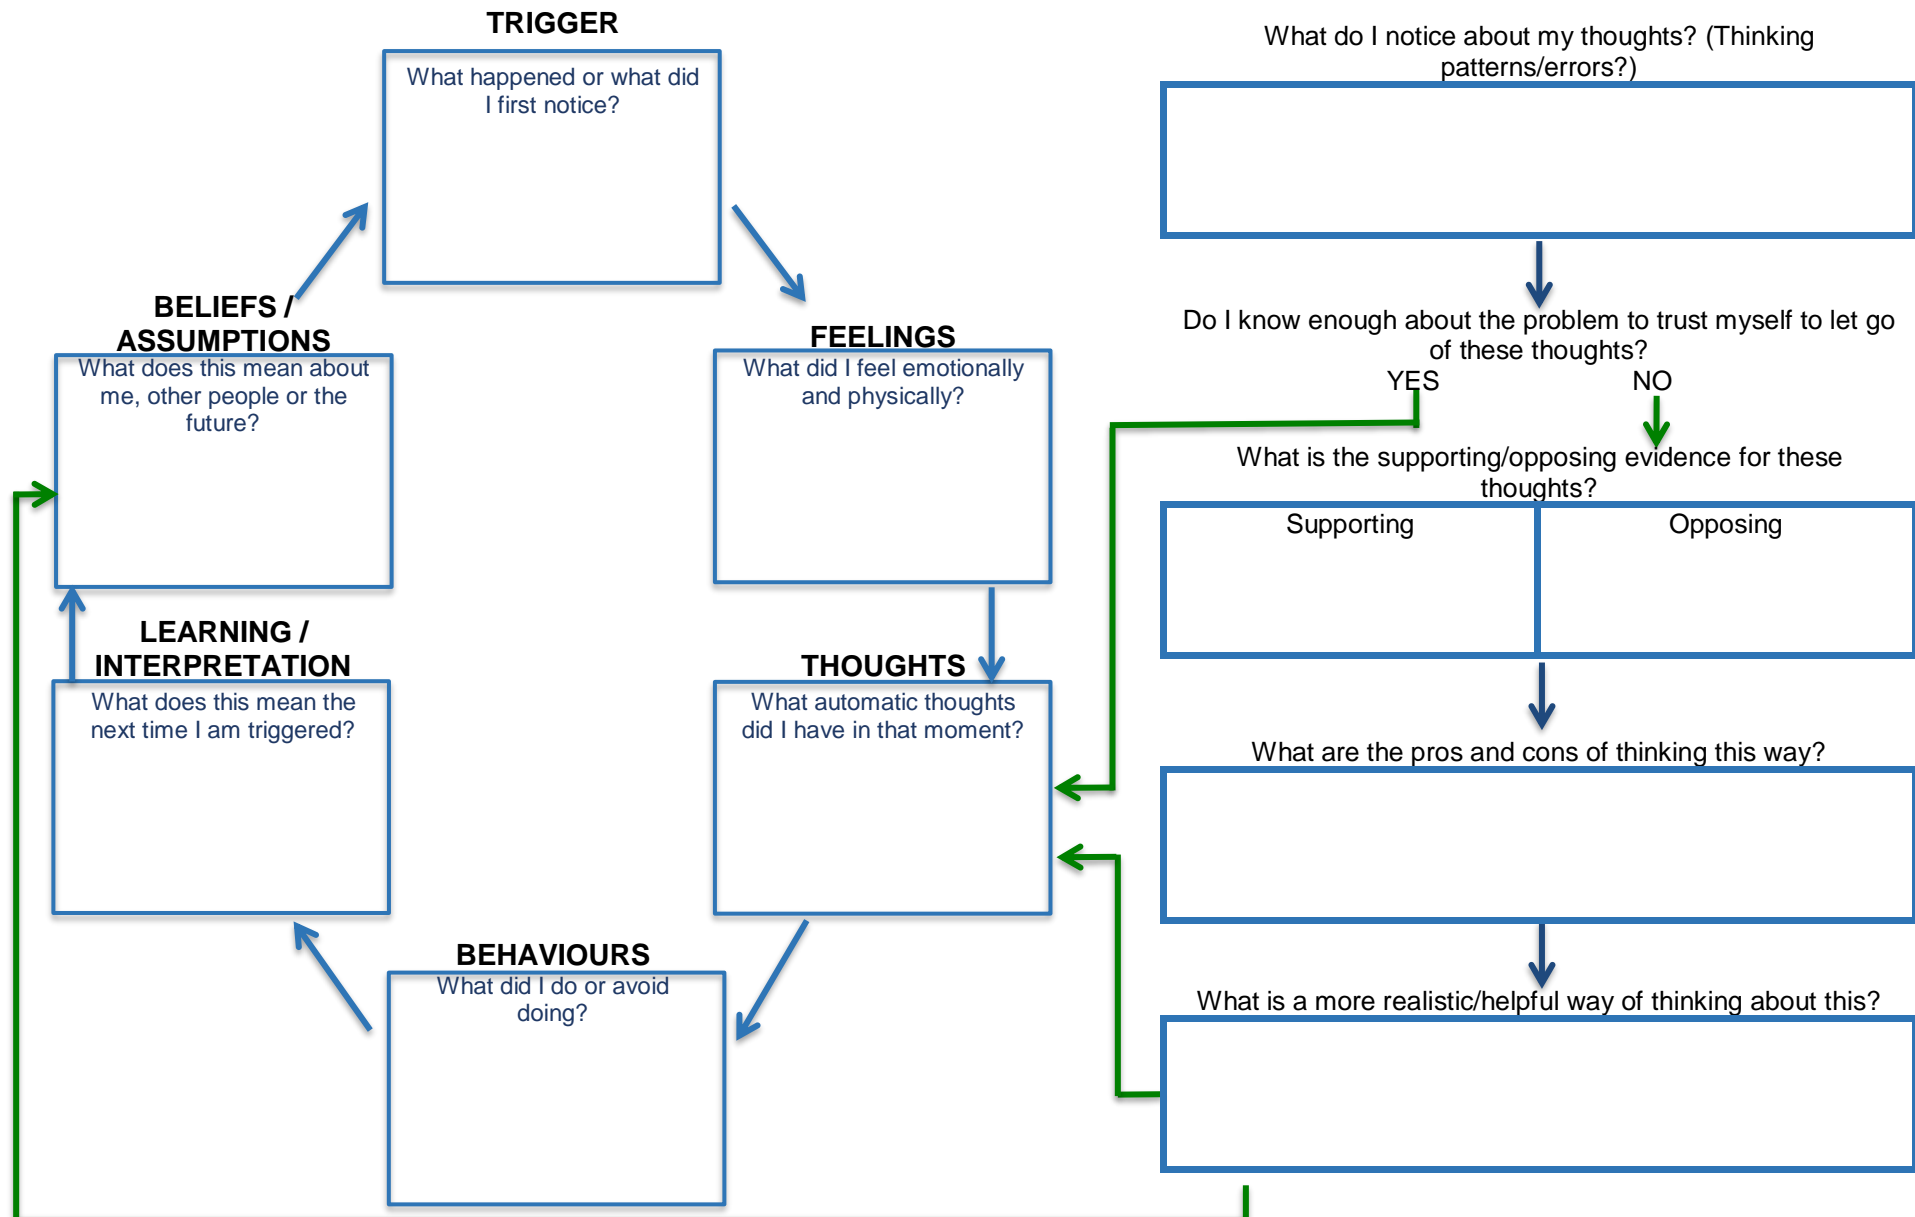 TRIGGER
What happened or what did
I first notice?
BELIEFS /
ASSUMPTIONS
What does this mean about
me, other people or the
future?
FEELINGS
What did I feel emotionally
and physically?
LEARNING /
INTERPRETATION
What does this mean the
next time I am triggered?
THOUGHTS
What automatic thoughts
did I have in that moment?
BEHAVIOURS
What did I do or avoid
doing?
What do I notice about my thoughts? (Thinking
patterns/errors?)
Do I know enough about the problem to trust myself to let go
of these thoughts?
YES NO
What is the supporting/opposing evidence for these
thoughts?
Supporting Opposing
What are the pros and cons of thinking this way?
What is a more realistic/helpful way of thinking about this?